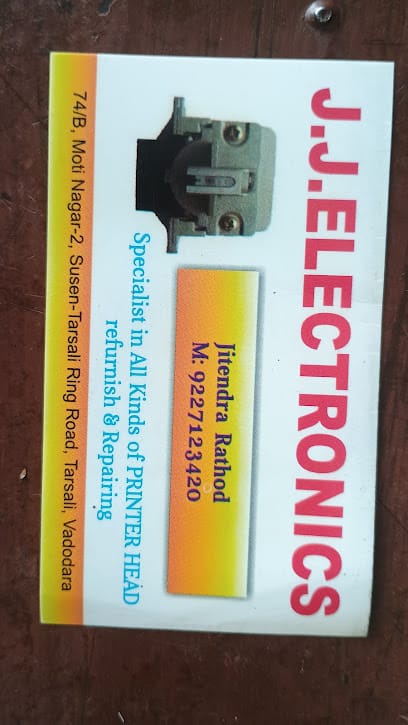 J.J.ELECTRONICS
Jitendra Rathod
M: 9227123420
Specialist in All Kinds of PRINTER HEAD
refurnish & Repairing
74/B, Moti Nagar-2, Susen-Tarsali Ring Road, Tarsali, Vadodara